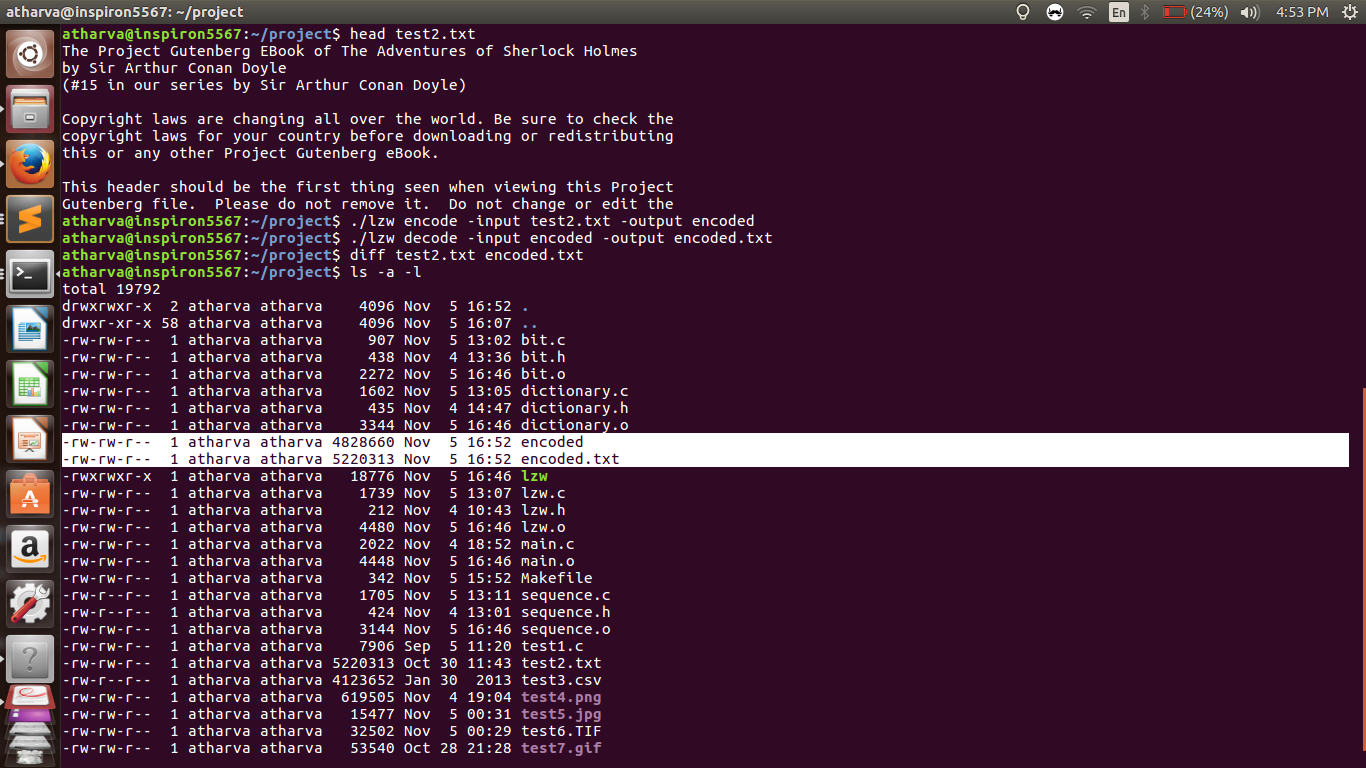 atharva@inspiron5567: ~/project
En
(24%)
4:53 PM
atharva@inspiron5567:~/project$ head test2.txt
The Project Gutenberg EBook of The Adventures of Sherlock Holmes
by Sir Arthur Conan Doyle
(#15 in our series by Sir Arthur Conan Doyle)
Copyright laws are changing all over the world. Be sure to check the
copyright laws for your country before downloading or redistributing
this or any other Project Gutenberg eBook.
This header should be the first thing seen when viewing this Project
Gutenberg file.  Please do not remove it.  Do not change or edit the
atharva@inspiron5567:~/project$ ./lzw encode -input test2.txt -output encoded
atharva@inspiron5567:~/project$ ./lzw decode -input encoded -output encoded.txt
atharva@inspiron5567:~/project$ diff test2.txt encoded.txt
atharva@inspiron5567:~/project$ ls -a -l
total 19792
drwxrwxr-x  2 atharva atharva    4096 Nov  5 16:52 .
drwxr-xr-x 58 atharva atharva    4096 Nov  5 16:07 ..
-rw-rw-r--  1 atharva atharva     907 Nov  5 13:02 bit.c
-rw-rw-r--  1 atharva atharva     438 Nov  4 13:36 bit.h
-rw-rw-r--  1 atharva atharva    2272 Nov  5 16:46 bit.o
-rw-rw-r--  1 atharva atharva    1602 Nov  5 13:05 dictionary.c
-rw-rw-r--  1 atharva atharva     435 Nov  4 14:47 dictionary.h
-rw-rw-r--  1 atharva atharva    3344 Nov  5 16:46 dictionary.o
-rw-rw-r--  1 atharva atharva 4828660 Nov  5 16:52 encoded
-rw-rw-r--  1 atharva atharva 5220313 Nov  5 16:52 encoded.txt
-rwxrwxr-x  1 atharva atharva   18776 Nov  5 16:46 lzw
-rw-rw-r--  1 atharva atharva    1739 Nov  5 13:07 lzw.c
-rw-rw-r--  1 atharva atharva     212 Nov  4 10:43 lzw.h
-rw-rw-r--  1 atharva atharva    4480 Nov  5 16:46 lzw.o
-rw-rw-r--  1 atharva atharva    2022 Nov  4 18:52 main.c
-rw-rw-r--  1 atharva atharva    4448 Nov  5 16:46 main.o
-rw-rw-r--  1 atharva atharva     342 Nov  5 15:52 Makefile
-rw-r--r--  1 atharva atharva    1705 Nov  5 13:11 sequence.c
-rw-r--r--  1 atharva atharva     424 Nov  4 13:01 sequence.h
-rw-rw-r--  1 atharva atharva    3144 Nov  5 16:46 sequence.o
-rw-rw-r--  1 atharva atharva    7906 Sep  5 11:20 test1.c
-rw-rw-r--  1 atharva atharva 5220313 Oct 30 11:43 test2.txt
-rw-r--r--  1 atharva atharva 4123652 Jan 30  2013 test3.csv
-rw-rw-r--  1 atharva atharva  619505 Nov  4 19:04 test4.png
-rw-rw-r--  1 atharva atharva   15477 Nov  5 00:31 test5.jpg
-rw-rw-r--  1 atharva atharva   32502 Nov  5 00:29 test6.TIF
-rw-rw-r--  1 atharva atharva   53540 Oct 28 21:28 test7.gif